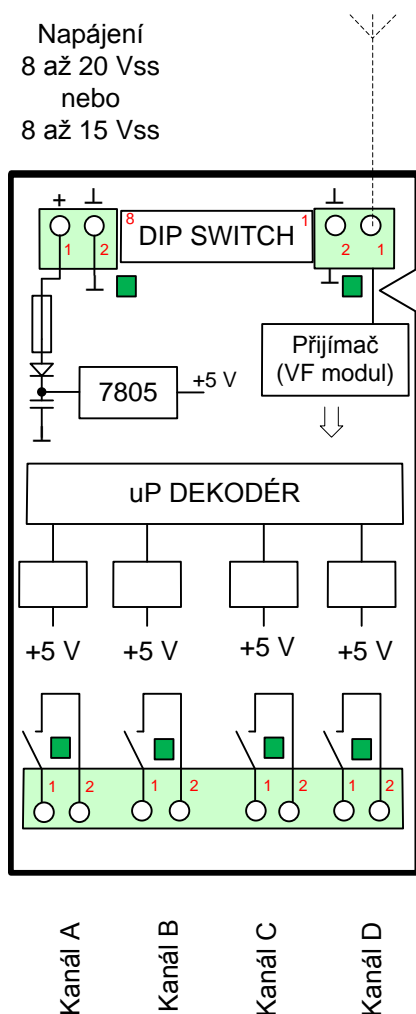 Napájení
8 až 20 Vss
nebo
8 až 15 Vss
+
8 DIP SWITCH 1
1 2
2 1
7805
+5 V
Přijímač
(VF modul)
uP DEKODÉR
+5 V +5 V +5 V +5 V
1 2 1 2 1 2 1 2
Kanál A
Kanál B
Kanál C
Kanál D